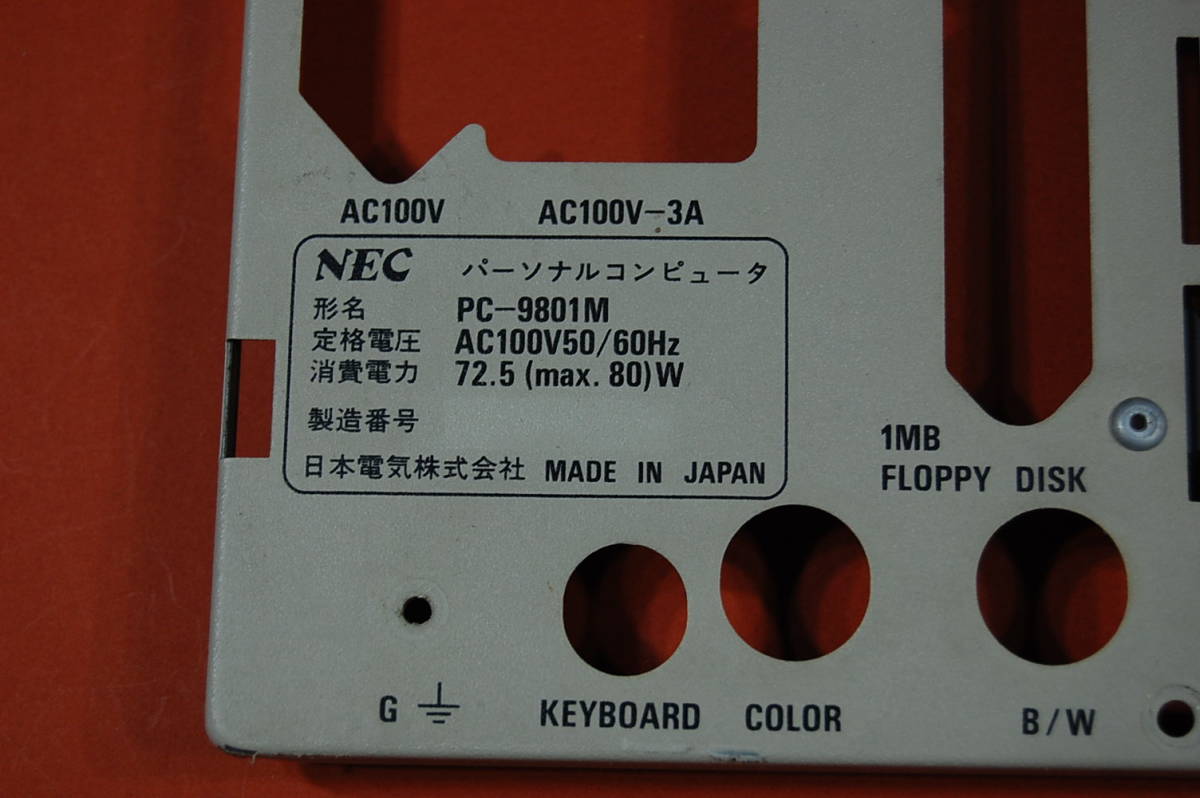 AC100V AC100V-3A
NEC パーソナルコンピュータ
形名 PC-9801M
定格電圧 AC100V50/60Hz
消費電力 72.5 (max. 80)W
製造番号
日本電気株式会社 MADE IN JAPAN
1MB
FLOPPY DISK
G KEYBOARD COLOR B/W